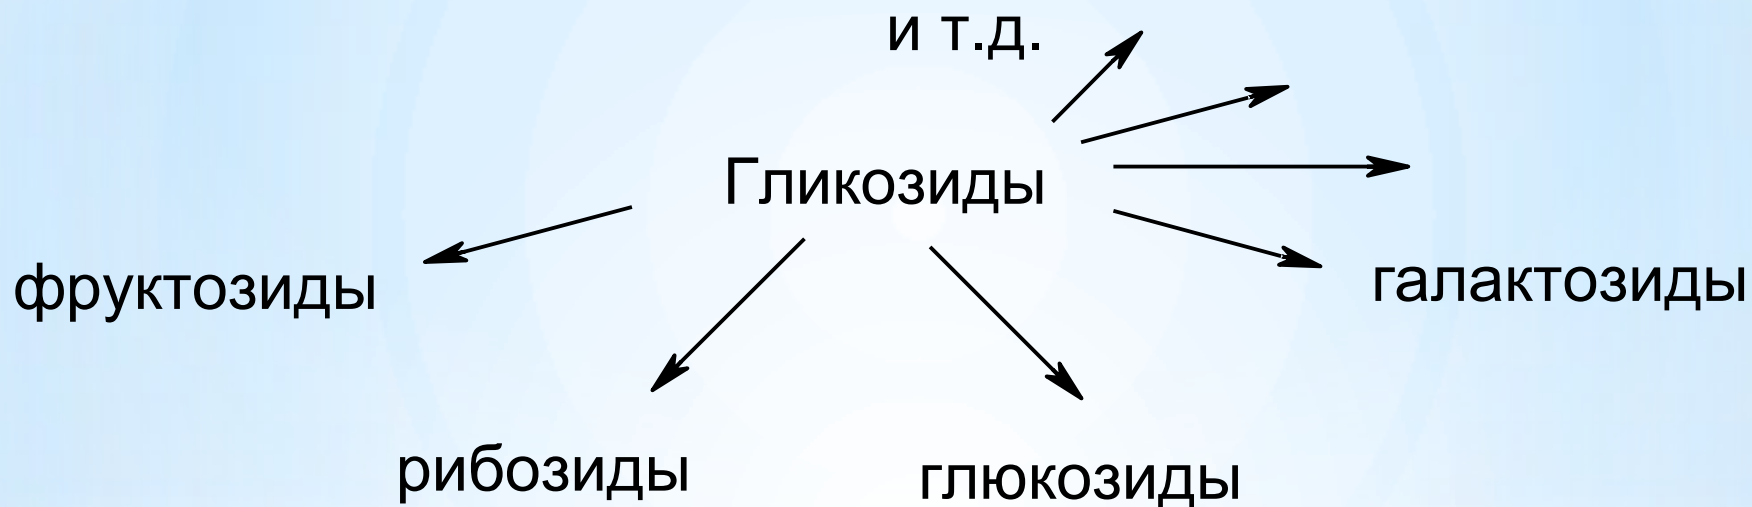 и т.д.
Гликозиды
фруктозиды
галактозиды
рибозиды
глюкозиды